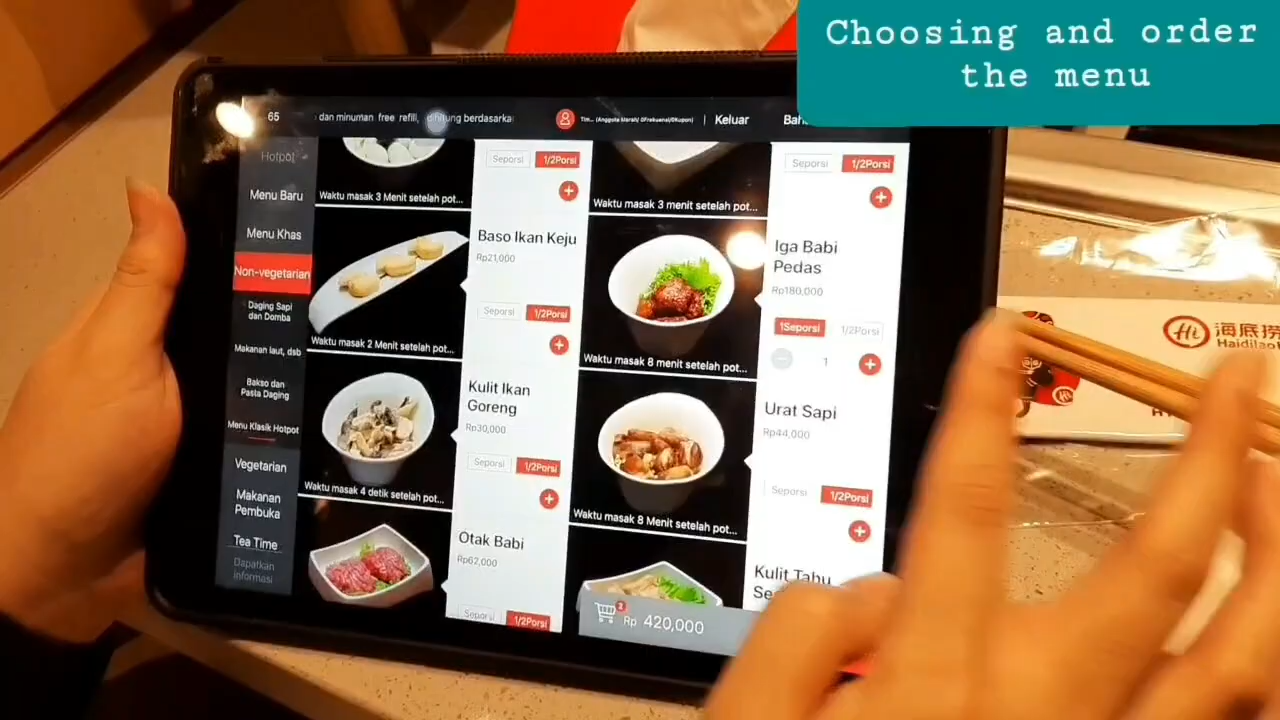 Choosing and order
the menu
65
dan minuman free refill, dihitung berdasarkan
Keluar
Hotpot
Menu Baru
Menu Khas
Non-vegetarian
Daging Sapi
dan Domba
Makanan laut, dsb
Bakso dan
Pasta Daging
Menu Klasik Hotpot
Vegetarian
Makanan
Pembuka
Tea Time
Dapatkan
informasi
Waktu masak 3 Menit setelah pot...
Seporsi
1/2Porsi
Waktu masak 3 menit setelah pot...
Seporsi
1/2Porsi
Waktu masak 2 Menit setelah pot...
Baso Ikan Keju
Rp21,000
Seporsi
1/2Porsi
Waktu masak 8 menit setelah pot...
Iga Babi
Pedas
Rp180,000
1Seporsi
1/2Porsi
1
Waktu masak 4 detik setelah pot...
Kulit Ikan
Goreng
Rp30,000
Seporsi
1/2Porsi
Waktu masak 8 Menit setelah pot...
Urat Sapi
Rp44,000
Seporsi
1/2Porsi
Otak Babi
Rp62,000
Seporsi
1/2Porsi
Kulit Tahu
3
Rp 420,000
Hi
海底捞
Haidilao